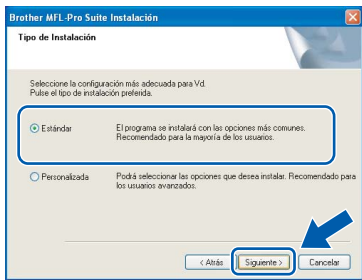 Brother MFL-Pro Suite Instalación
Tipo de Instalación
Seleccione la configuración más adecuada para Vd.
Pulse el tipo de instalación preferida.
Estándar
El programa se instalará con las opciones más comunes.
Recomendado para la mayoría de los usuarios.
Personalizada
Podrá seleccionar las opciones que desea instalar. Recomendado para
los usuarios avanzados.
< Atrás
Siguiente >
Cancelar